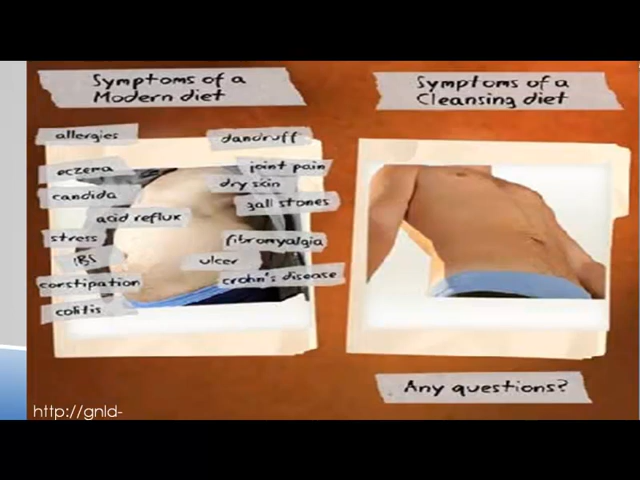 Symptoms of a
Modern diet
Symptoms of a
Cleansing diet
allergies
dandruff
eczema
joint pain
dry skin
candida
gall stones
acid reflux
stress
fibromyalgia
IBS
ulcer
constipation
crohn's disease
colitis
Any questions?
http://gnld-